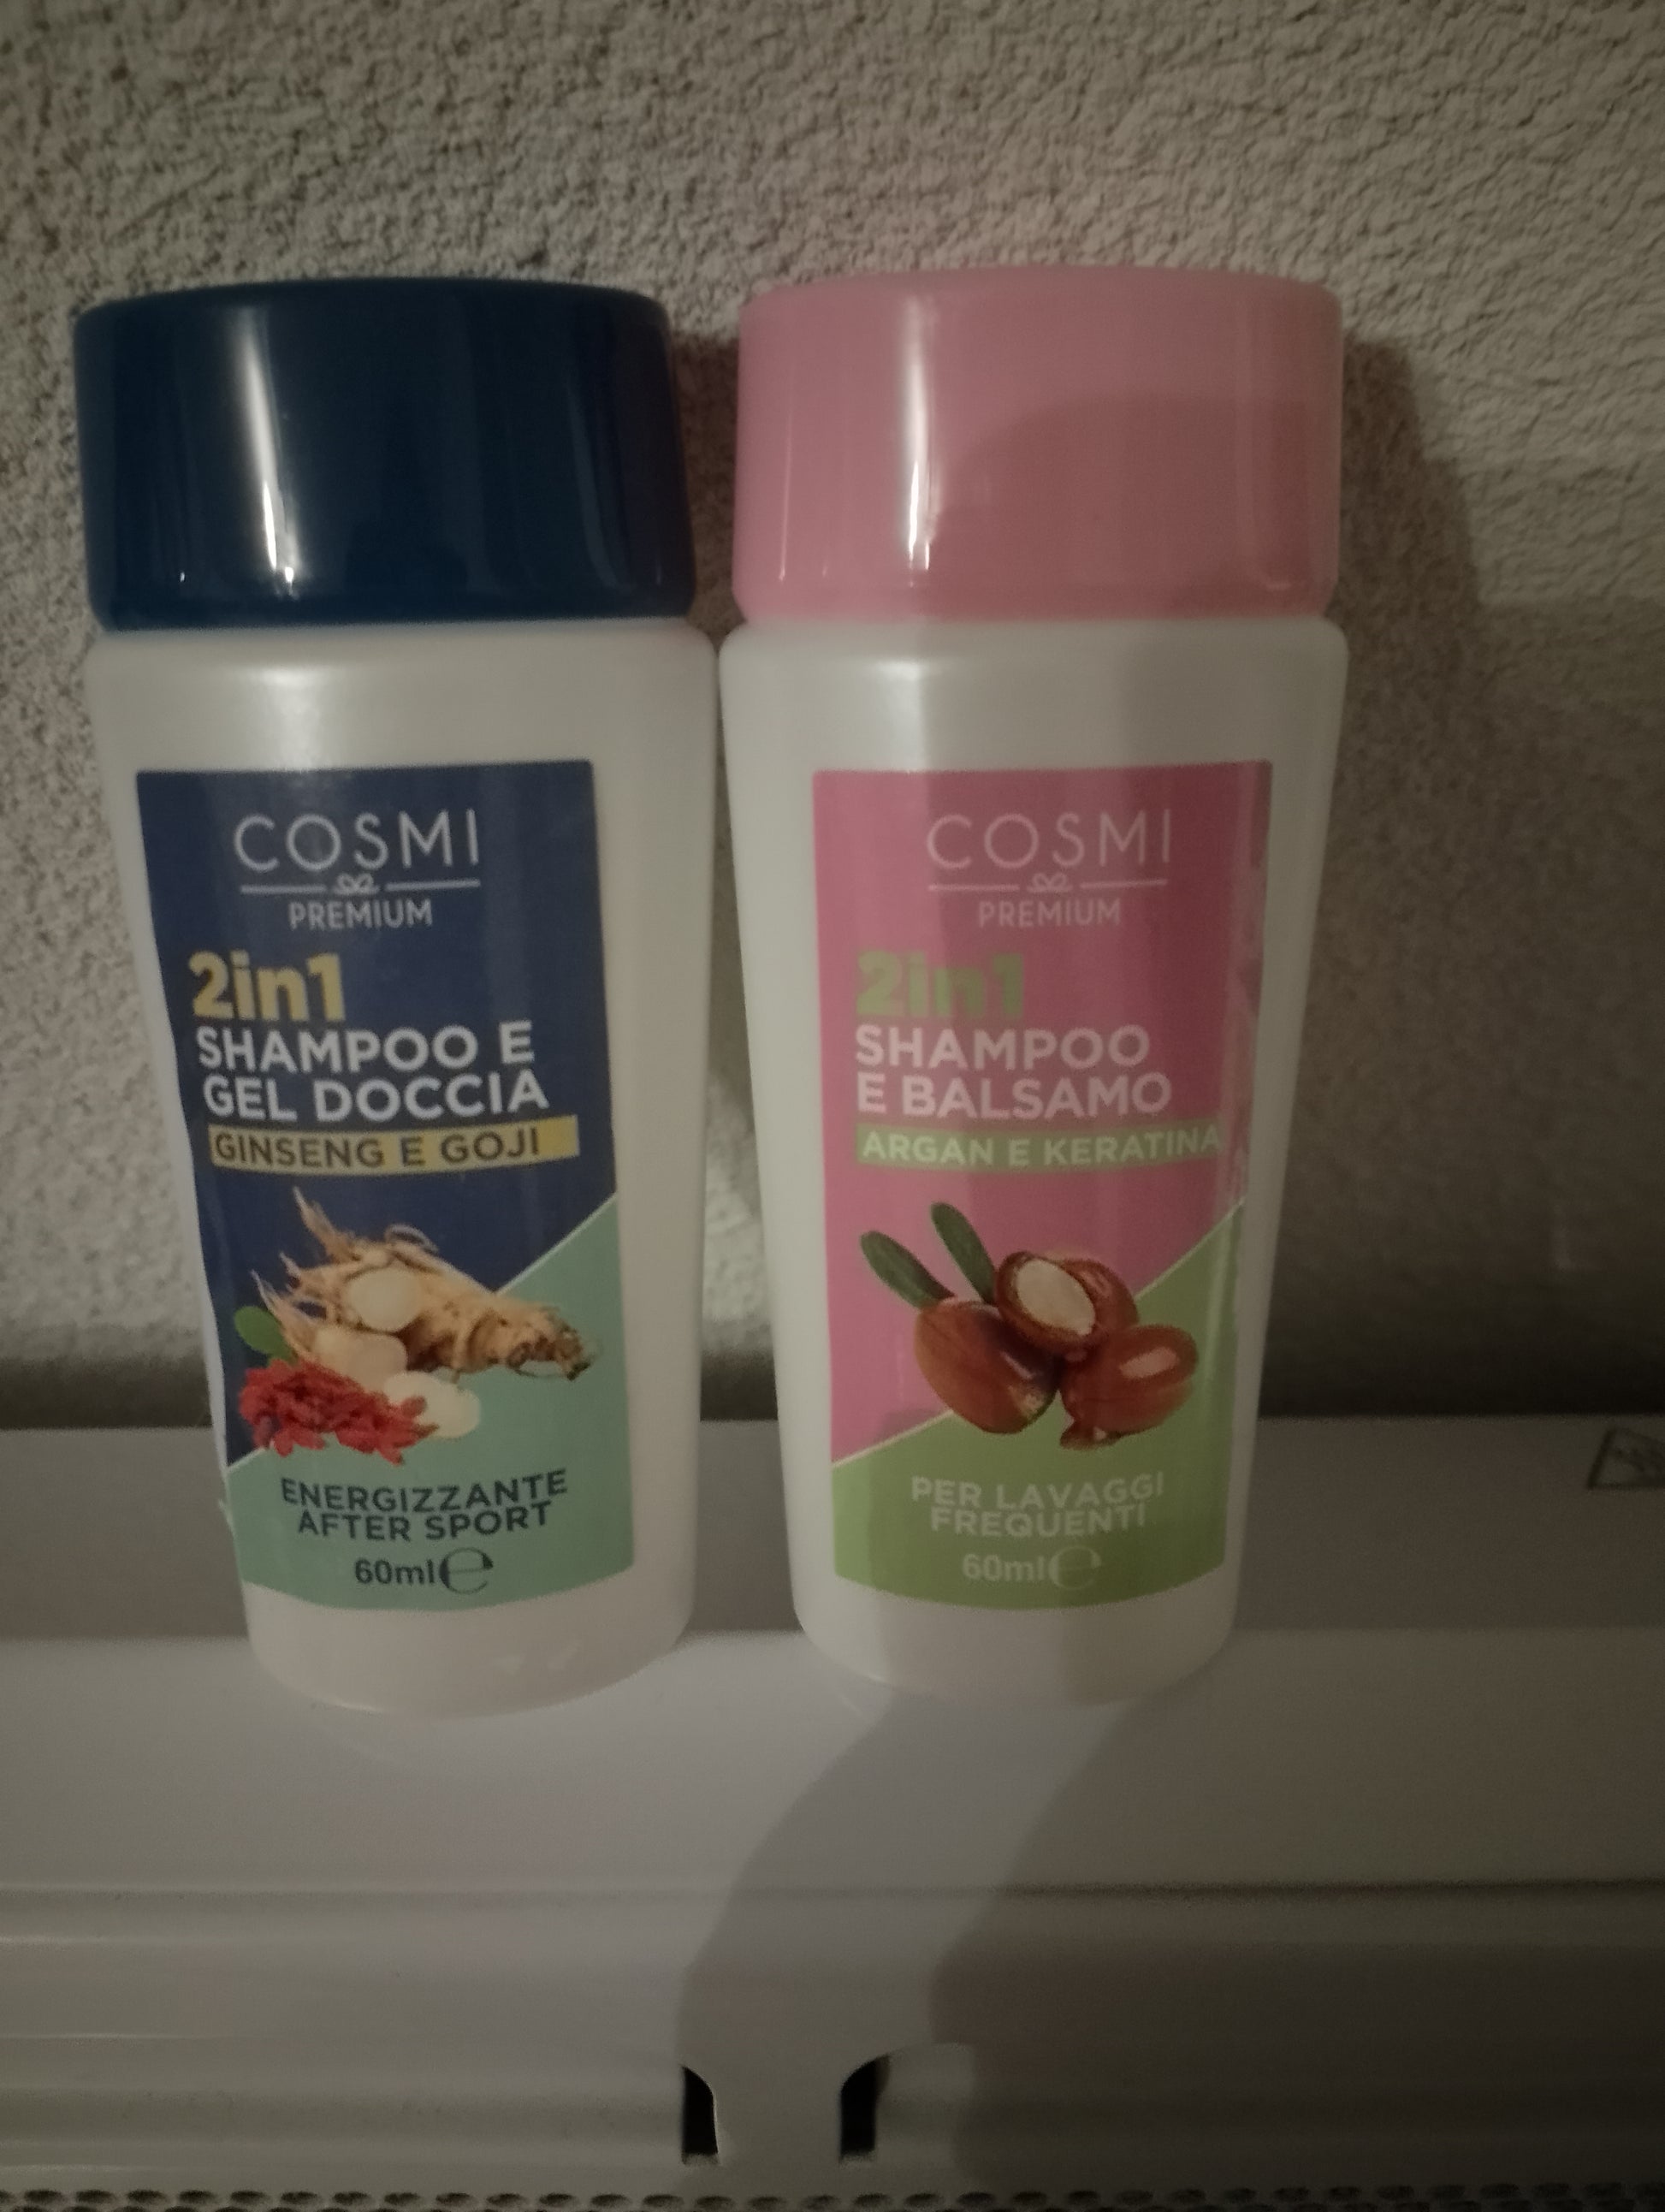 COSMI
PREMIUM
2in1
SHAMPOO E
GEL DOCCIA
GINSENG E GOJI
ENERGIZZANTE
AFTER SPORT
60ml e
COSMI
PREMIUM
2in1
SHAMPOO
E BALSAMO
ARGAN E KERATINA
PER LAVAGGI
FREQUENTI
60ml e